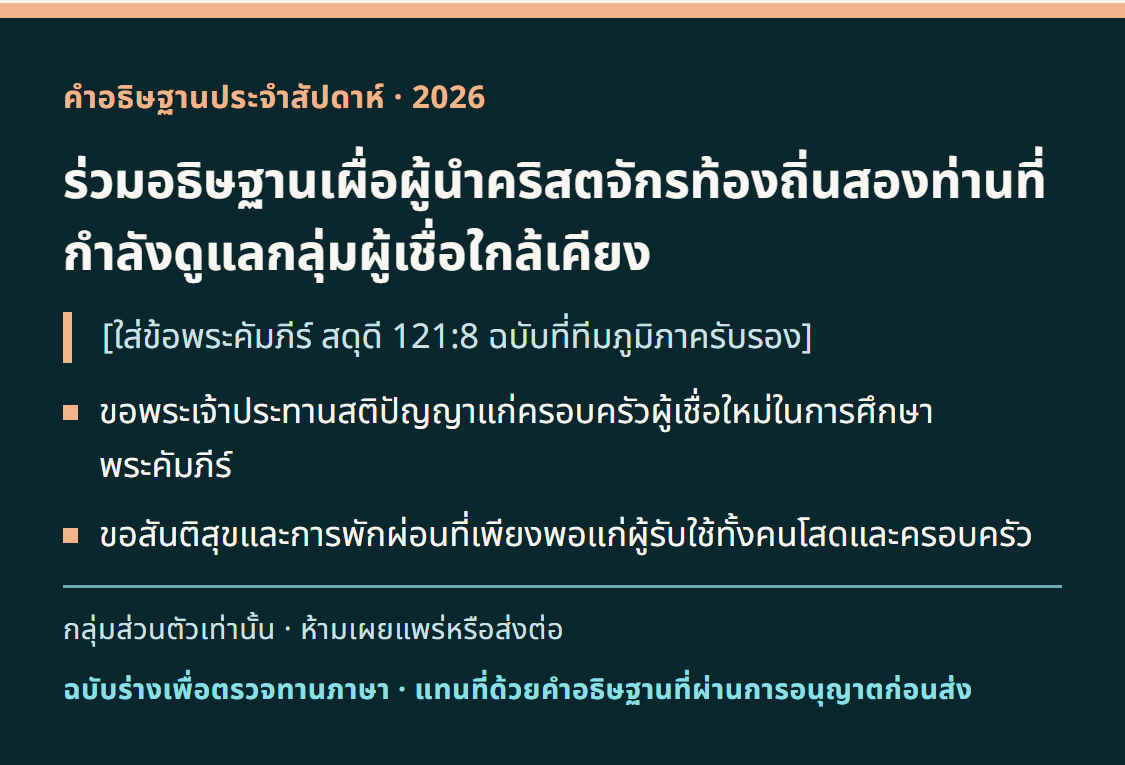 คำอธิษฐานประจำสัปดาห์ · 2026
ร่วมอธิษฐานเผื่อผู้นำคริสตจักรท้องถิ่นสองท่านที่
กำลังดูแลกลุ่มผู้เชื่อใกล้เคียง
[ใส่ข้อพระคัมภีร์ สดุดี 121:8 ฉบับที่ทีมภูมิภาครับรอง]
ขอพระเจ้าประทานสติปัญญาแก่ครอบครัวผู้เชื่อใหม่ในการศึกษา
พระคัมภีร์
ขอสันติสุขและการพักผ่อนที่เพียงพอแก่ผู้รับใช้ทั้งคนโสดและครอบครัว
กลุ่มส่วนตัวเท่านั้น · ห้ามเผยแพร่หรือส่งต่อ
ฉบับร่างเพื่อตรวจทานภาษา · แทนที่ด้วยคำอธิษฐานที่ผ่านการอนุญาตก่อนส่ง